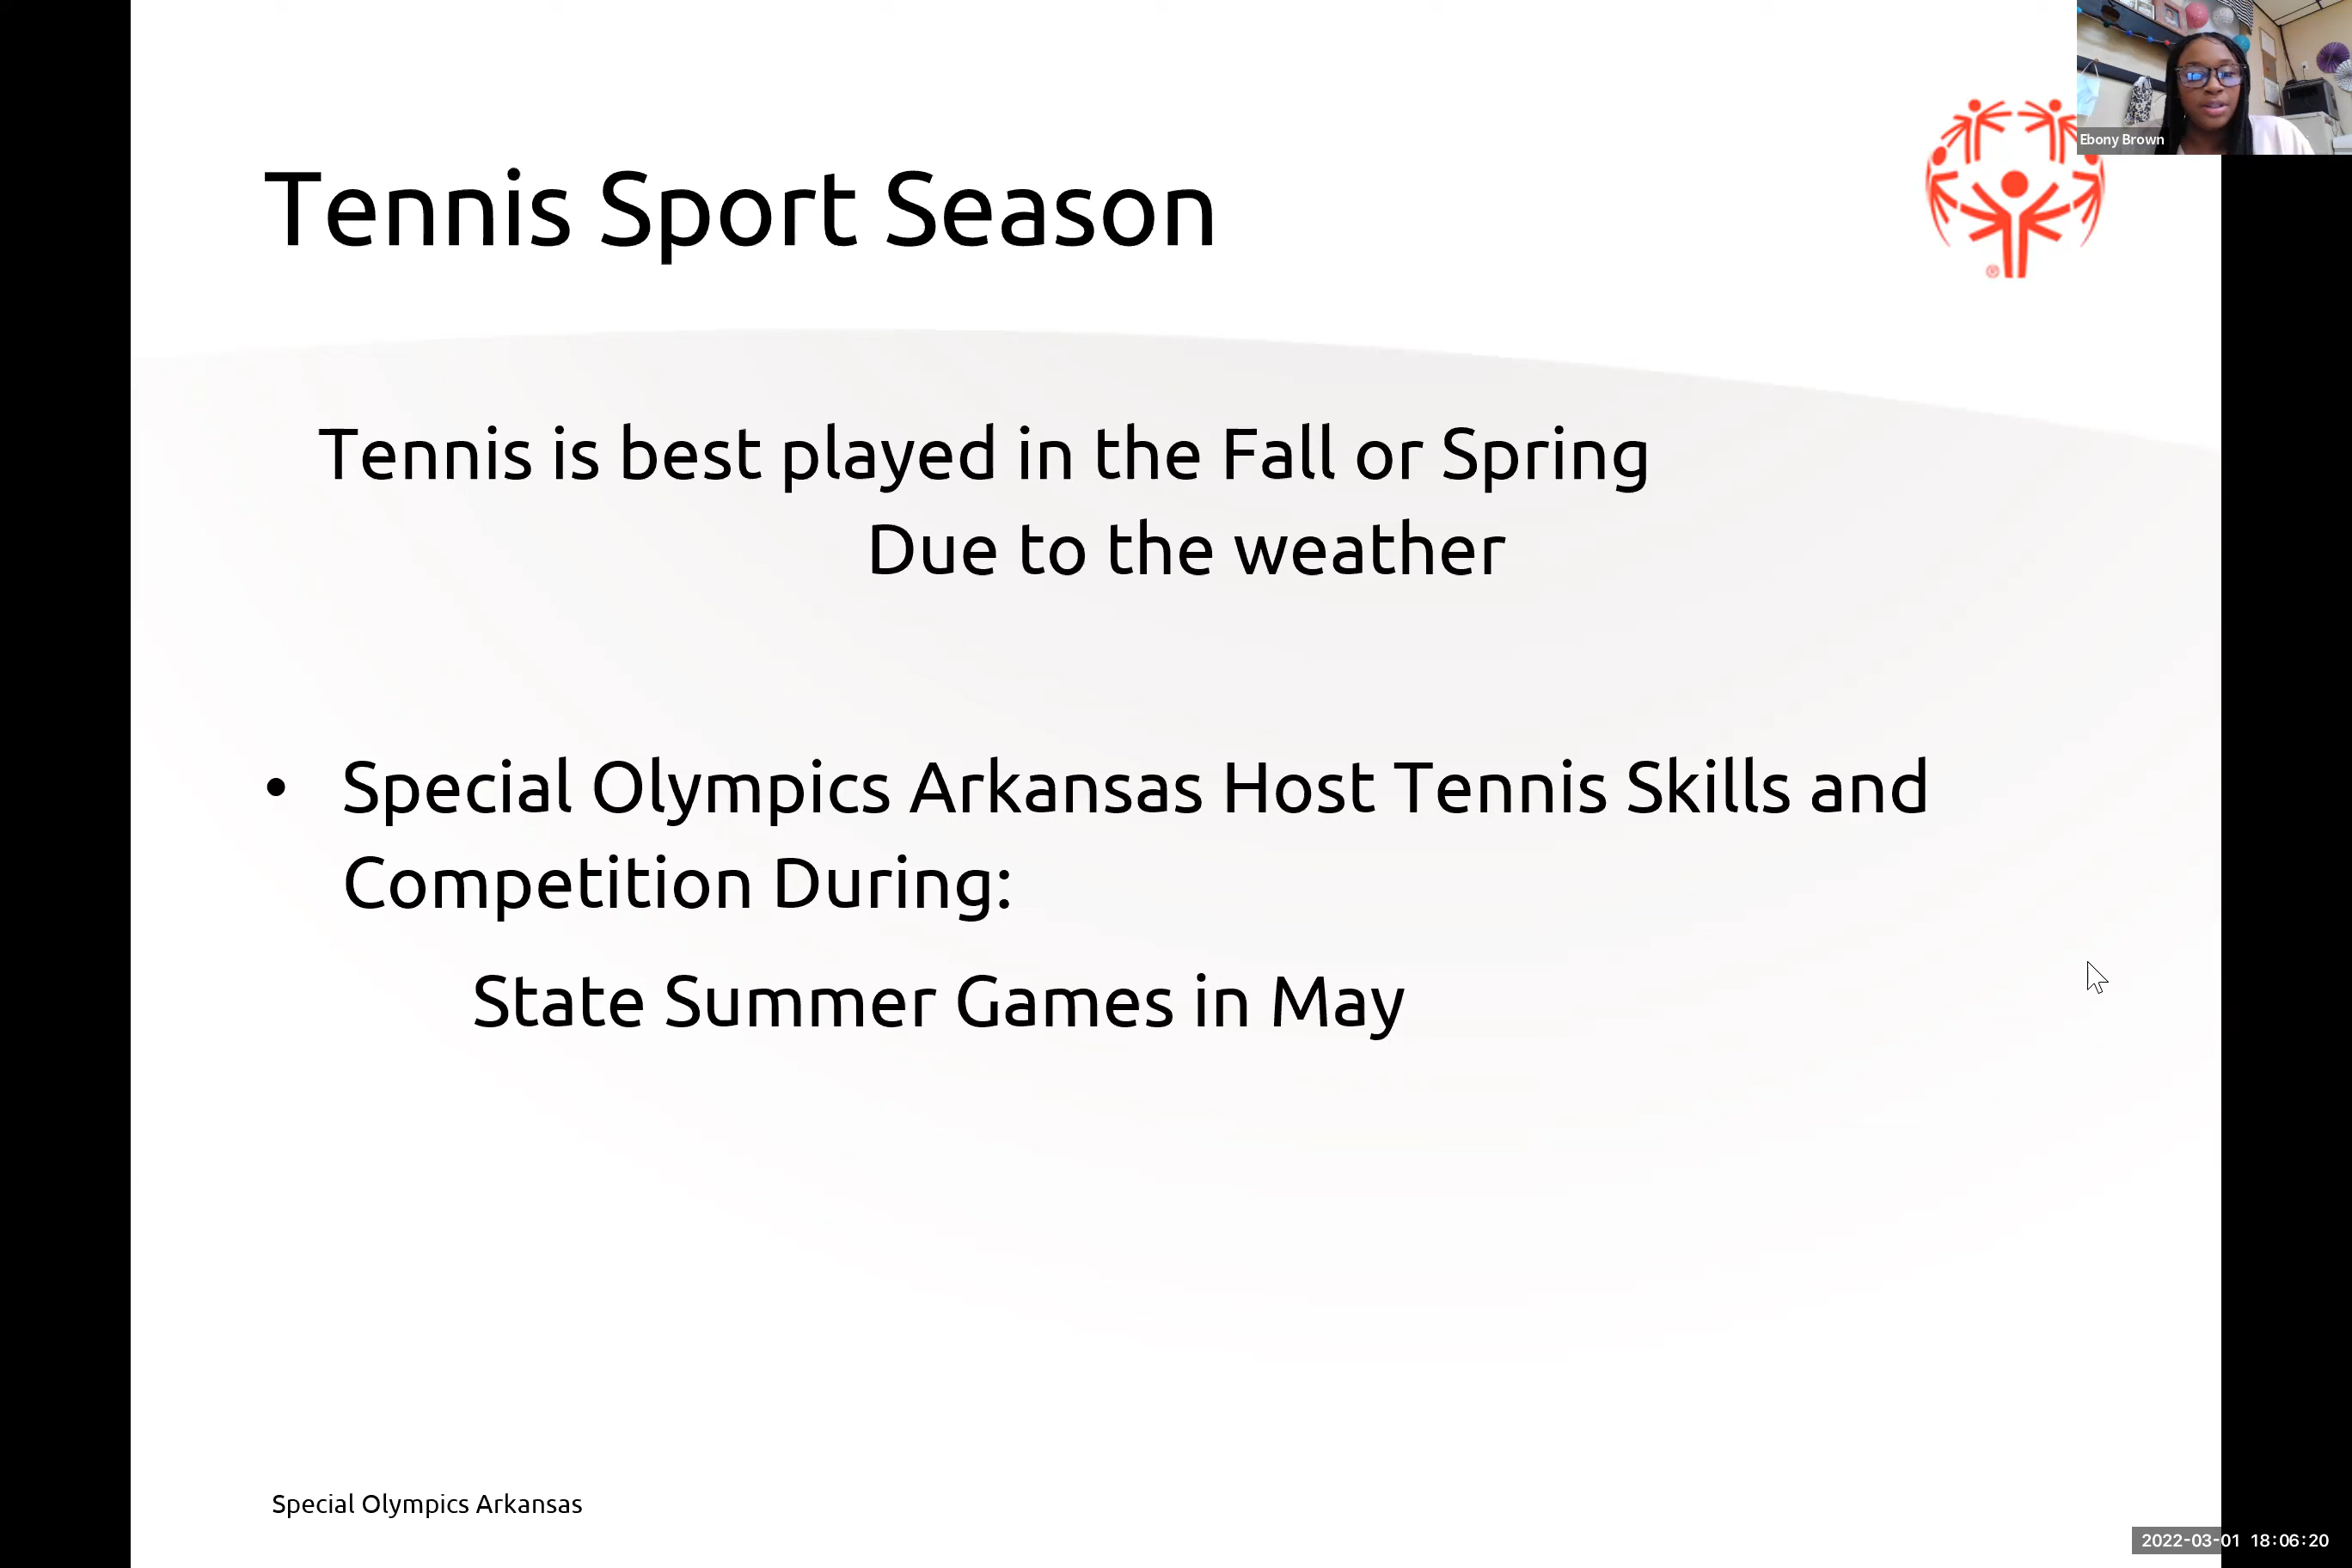 Ebony Brown
Tennis Sport Season
Tennis is best played in the Fall or Spring
Due to the weather
• Special Olympics Arkansas Host Tennis Skills and
Competition During:
State Summer Games in May
Special Olympics Arkansas
2022-03-01 18:06:20
®